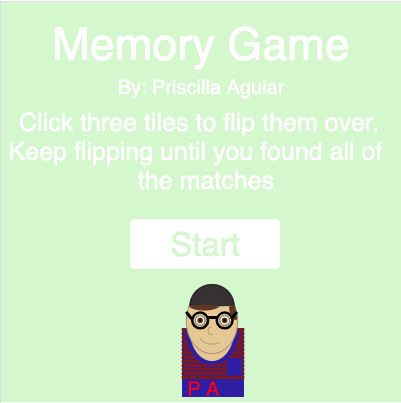 Memory Game
By: Priscilla Aguiar
Click three tiles to flip them over.
Keep flipping until you found all of
the matches
Start
P A